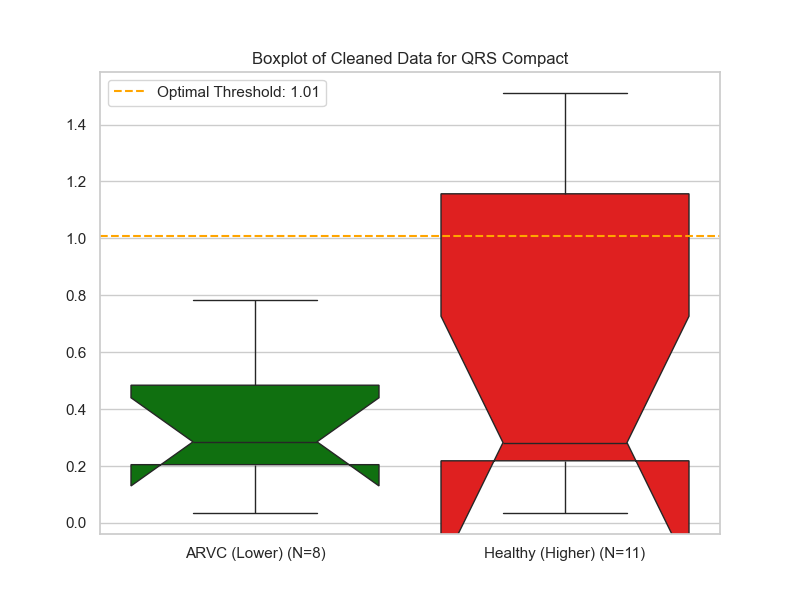 Boxplot of Cleaned Data for QRS Compact
Optimal Threshold: 1.01
1.4
1.2
1.0
0.8
0.6
0.4
0.2
0.0
ARVC (Lower) (N=8)
Healthy (Higher) (N=11)